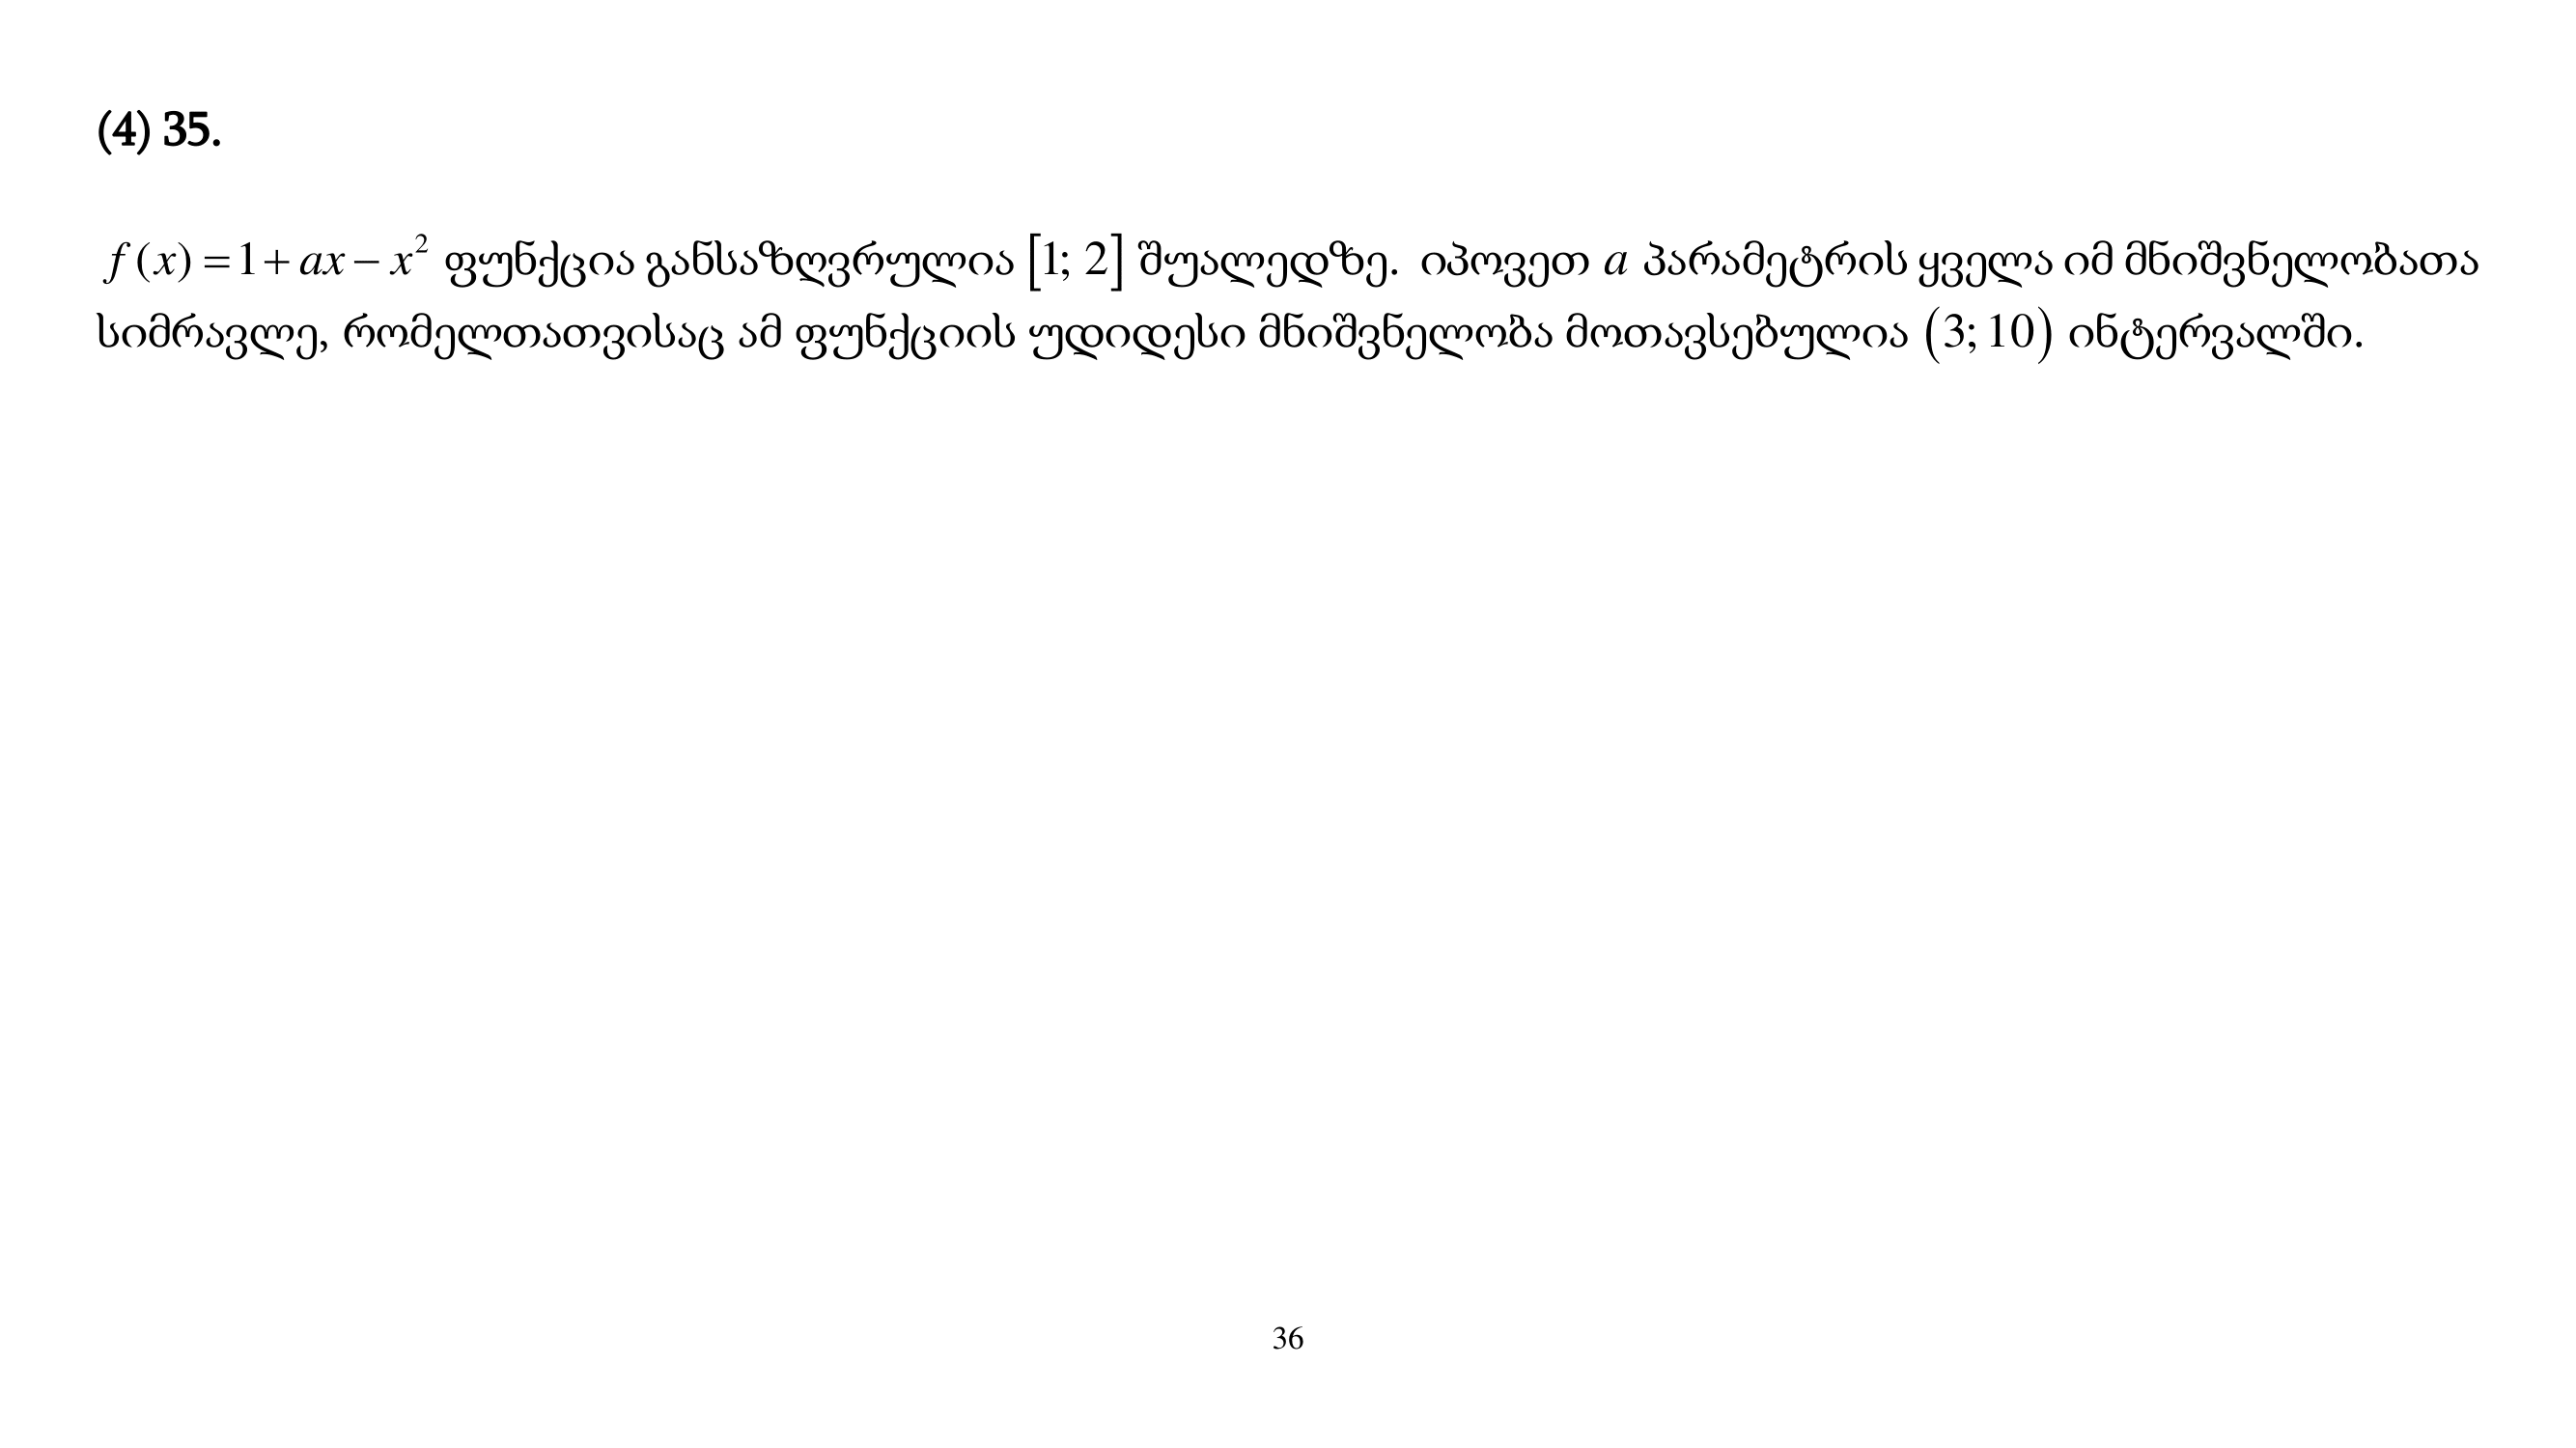 (4) 35.
f(x) = 1 + ax − x² ფუნქცია განსაზღვრულია [1; 2] შუალედზე. იპოვეთ a პარამეტრის ყველა იმ მნიშვნელობათა
სიმრავლე, რომელთათვისაც ამ ფუნქციის უდიდესი მნიშვნელობა მოთავსებულია (3; 10) ინტერვალში.
36